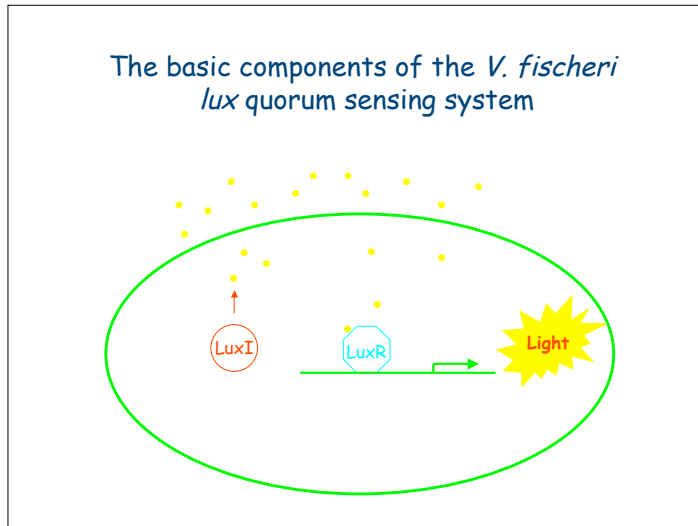 The basic components of the V. fischeri
lux quorum sensing system
LuxI
LuxR
Light